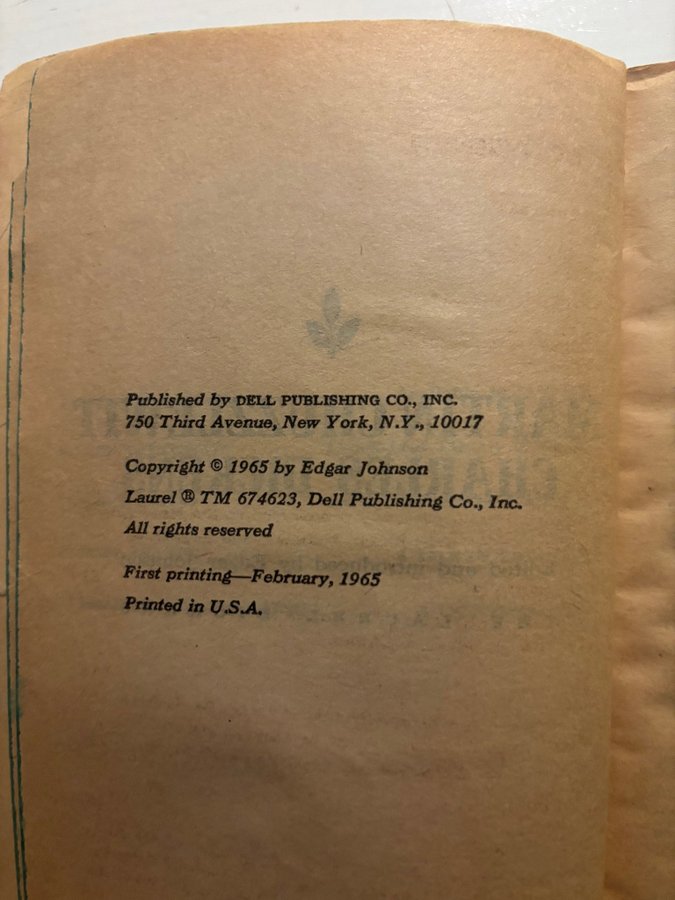 Published by DELL PUBLISHING CO., INC.
750 Third Avenue, New York, N.Y., 10017
Copyright © 1965 by Edgar Johnson
Laurel ® TM 674623, Dell Publishing Co., Inc.
All rights reserved
First printing—February, 1965
Printed in U.S.A.